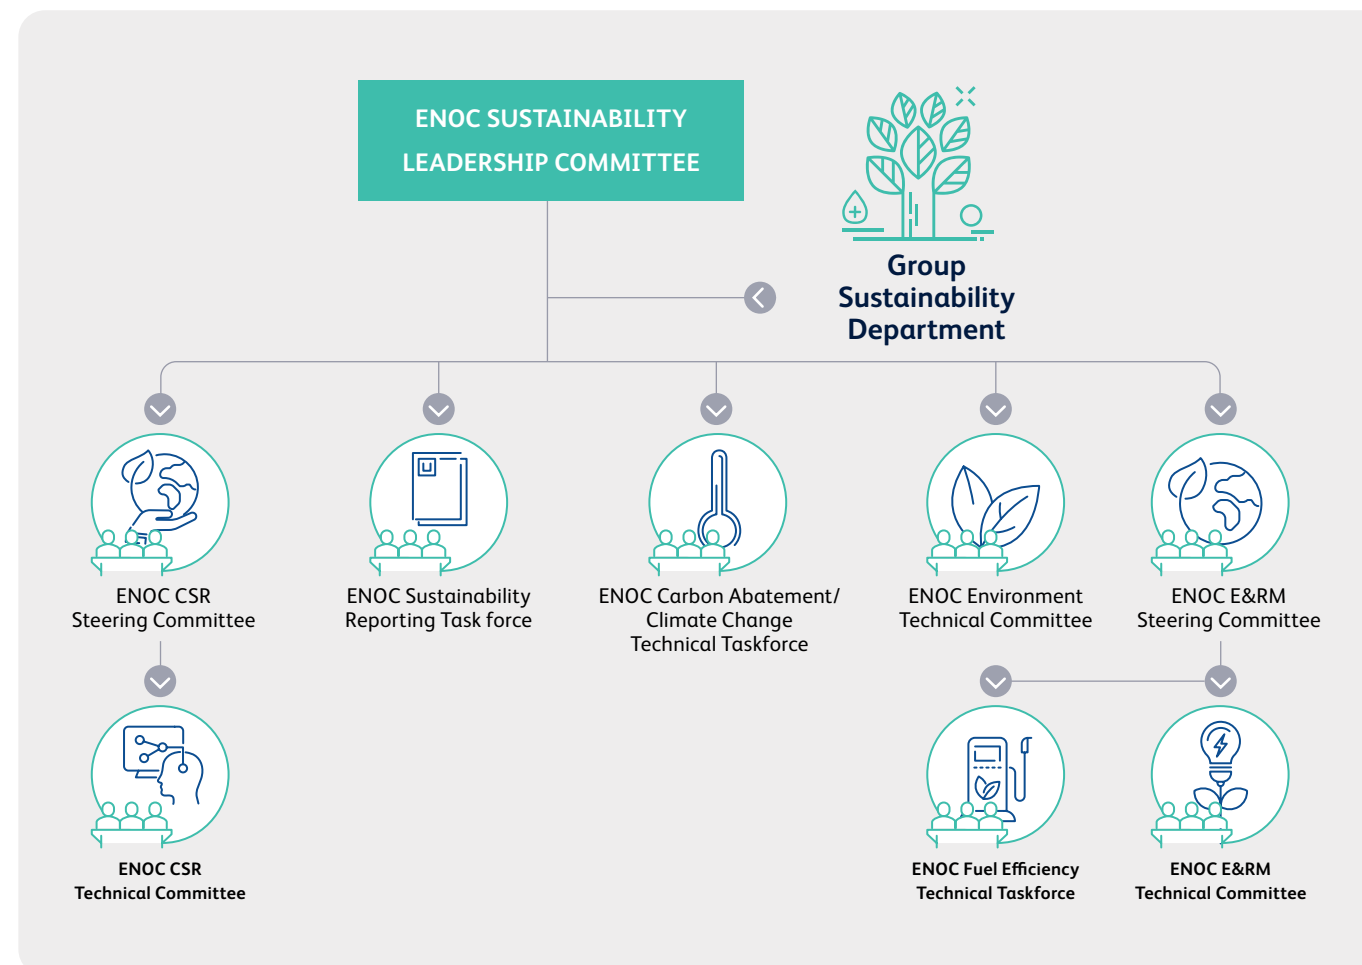 ENOC SUSTAINABILITY
LEADERSHIP COMMITTEE
Group
Sustainability
Department
ENOC CSR
Steering Committee
ENOC Sustainability
Reporting Task force
ENOC Carbon Abatement/
Climate Change
Technical Taskforce
ENOC Environment
Technical Committee
ENOC E&RM
Steering Committee
ENOC CSR
Technical Committee
ENOC Fuel Efficiency
Technical Taskforce
ENOC E&RM
Technical Committee